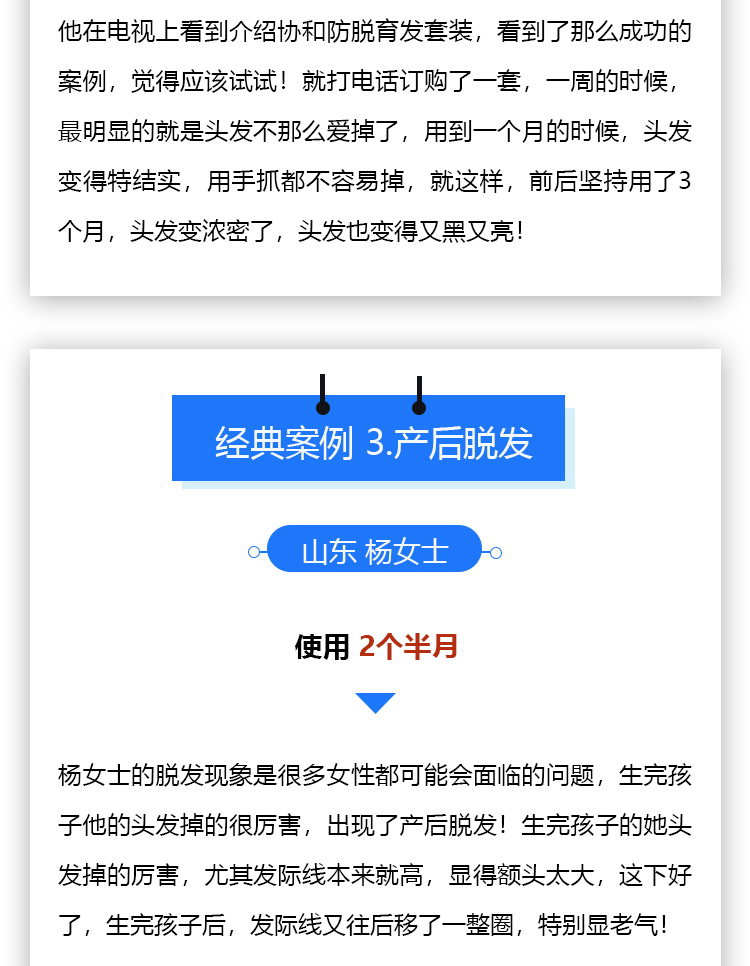 他在电视上看到介绍协和防脱育发套装，看到了那么成功的
案例，觉得应该试试！就打电话订购了一套，一周的时候，
最明显的就是头发不那么爱掉了，用到一个月的时候，头发
变得特结实，用手抓都不容易掉，就这样，前后坚持用了3
个月，头发变浓密了，头发也变得又黑又亮！
经典案例 3.产后脱发
山东 杨女士
使用 2个半月
杨女士的脱发现象是很多女性都可能会面临的问题，生完孩
子他的头发掉的很厉害，出现了产后脱发！生完孩子的她头
发掉的厉害，尤其发际线本来就高，显得额头太大，这下好
了，生完孩子后，发际线又往后移了一整圈，特别显老气！